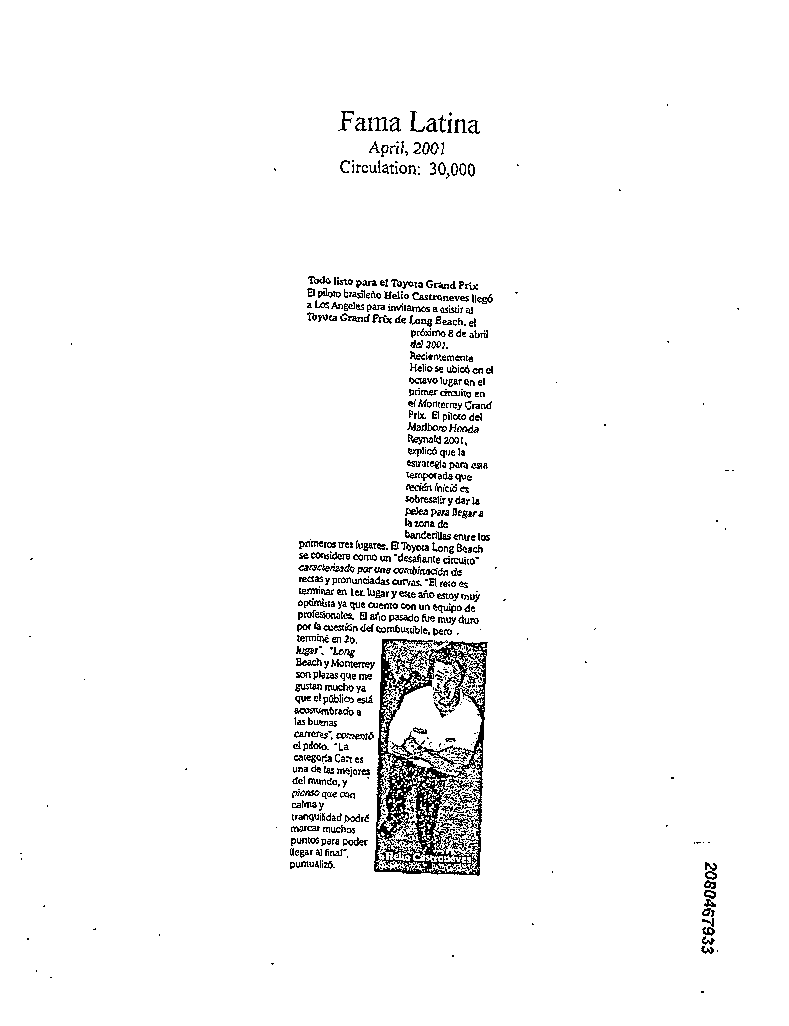 Fama Latina
April, 2001
Circulation: 30,000
Todo listo para el Toyota Grand Prix
El piloto brasileño Helio Castroneves llegó
a Los Angeles para invitarnos a asistir al
Toyota Grand Prix de Long Beach, el
próximo 8 de abril
del 2001.
Recientemente
Helio se ubicó en el
octavo lugar en el
primer circuito en
el Monterrey Grand
Prix. El piloto del
Marlboro Honda
Reynald 2001,
explicó que la
estrategia para esta
temporada que
recién inició es
sobresalir y dar la
pelea para llegar a
la zona de
banderillas entre los
primeros tres lugares. El Toyota Long Beach
se considera como un "desafiante circuito"
caracterizado por una combinación de
rectas y pronunciadas curvas. "El reto es
terminar en 1er. lugar y este año estoy muy
optimista ya que cuento con un equipo de
profesionales. El año pasado fue muy duro
por la cuestión del combustible, pero
terminé en 2o.
lugar". "Long
Beach y Monterrey
son plazas que me
gustan mucho ya
que el público está
acostumbrado a
las buenas
carreras", comentó
el piloto. "La
categoría Cart es
una de las mejores
del mundo, y
pienso que con
calma y
tranquilidad podré
marcar muchos
puntos para poder
llegar al final",
puntualizó.
Helio Castroneves
2080467933